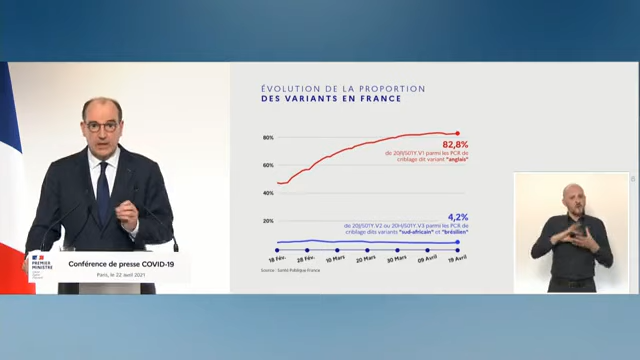 ÉVOLUTION DE LA PROPORTION
DES VARIANTS EN FRANCE
80%
60%
40%
20%
82,8%
de 20I/501Y.V1 parmi les PCR de
criblage dit variant "anglais"
4,2%
de 20J/501Y.V2 ou 20H/501Y.V3 parmi les PCR de
criblage dits variants "sud-africain" et "brésilien"
18 Fév.
28 Fév.
10 Mars
20 Mars
30 Mars
09 Avril
19 Avril
Source : Santé Publique France
PREMIER
MINISTRE
Conférence de presse COVID-19
Paris, le 22 avril 2021